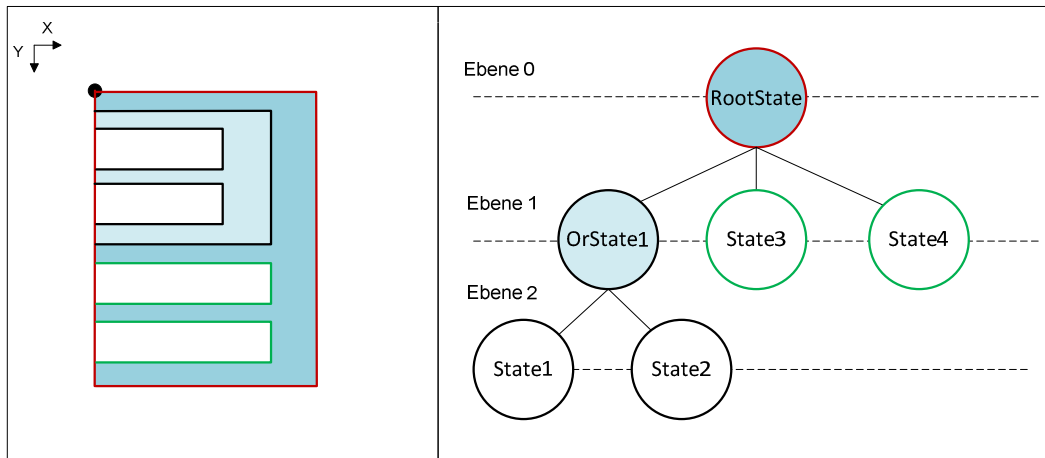 X
Y
Ebene 0
RootState
Ebene 1
OrState1
State3
State4
Ebene 2
State1
State2